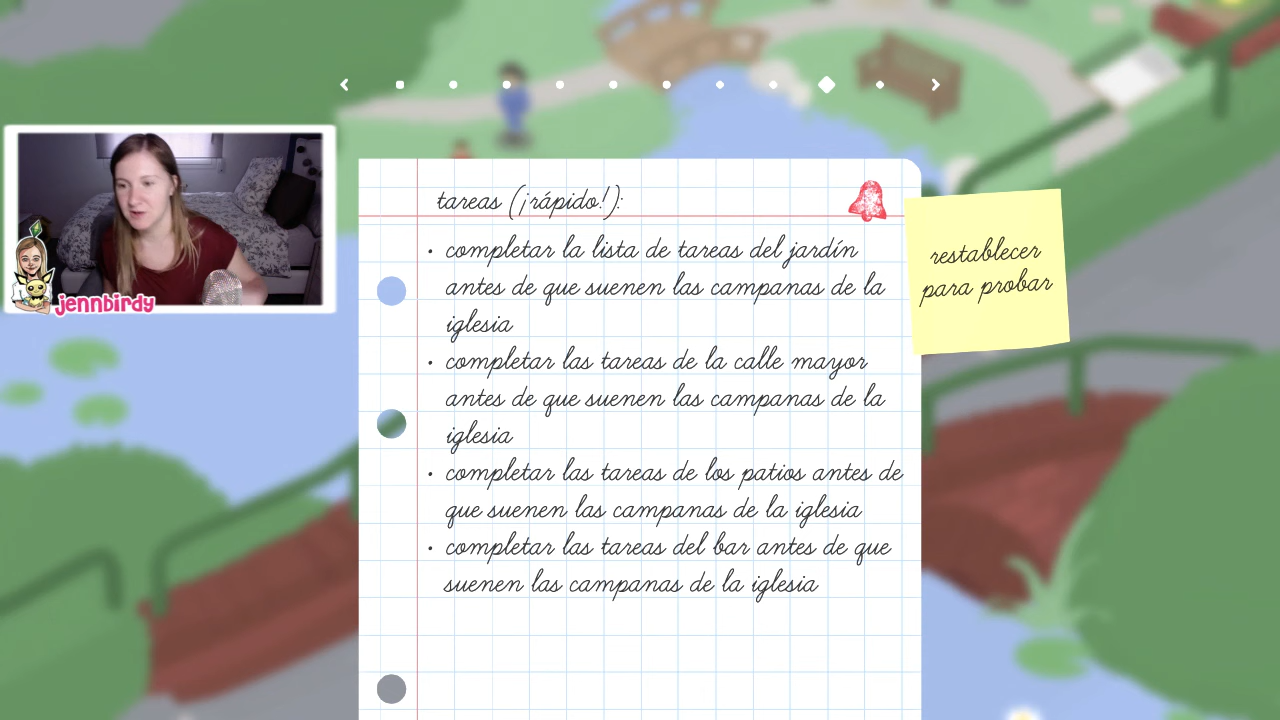 tareas (¡rápido!):
• completar la lista de tareas del jardín
antes de que suenen las campanas de la
iglesia
• completar las tareas de la calle mayor
antes de que suenen las campanas de la
iglesia
• completar las tareas de los patios antes de
que suenen las campanas de la iglesia
• completar las tareas del bar antes de que
suenen las campanas de la iglesia
restablecer
para probar
jennbirdy